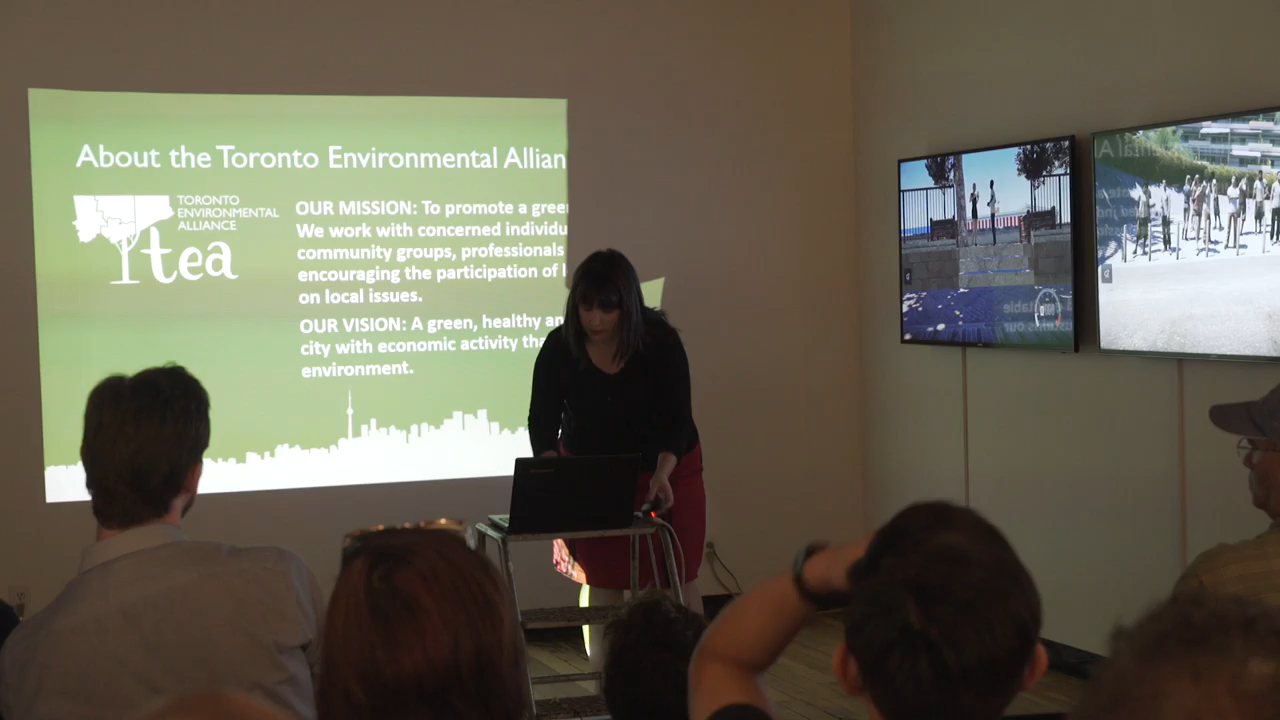 About the Toronto Environmental Allian
TORONTO
ENVIRONMENTAL
ALLIANCE
tea
OUR MISSION: To promote a gree
We work with concerned individu
community groups, professionals
encouraging the participation of
on local issues.
OUR VISION: A green, healthy an
city with economic activity tha
environment.